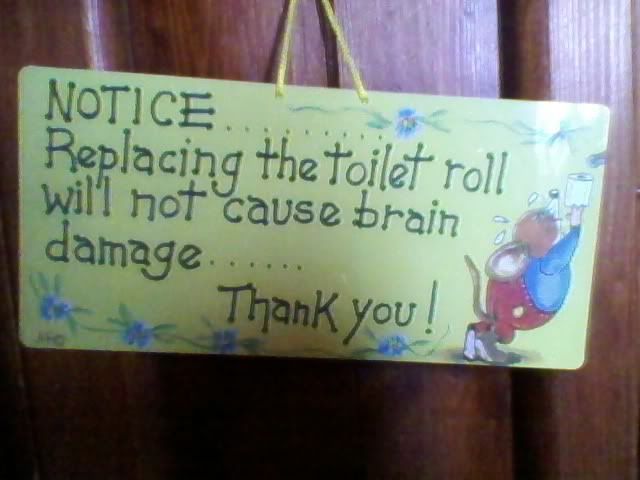 NOTICE..........
Replacing the toilet roll
will not cause brain
damage......
Thank you!